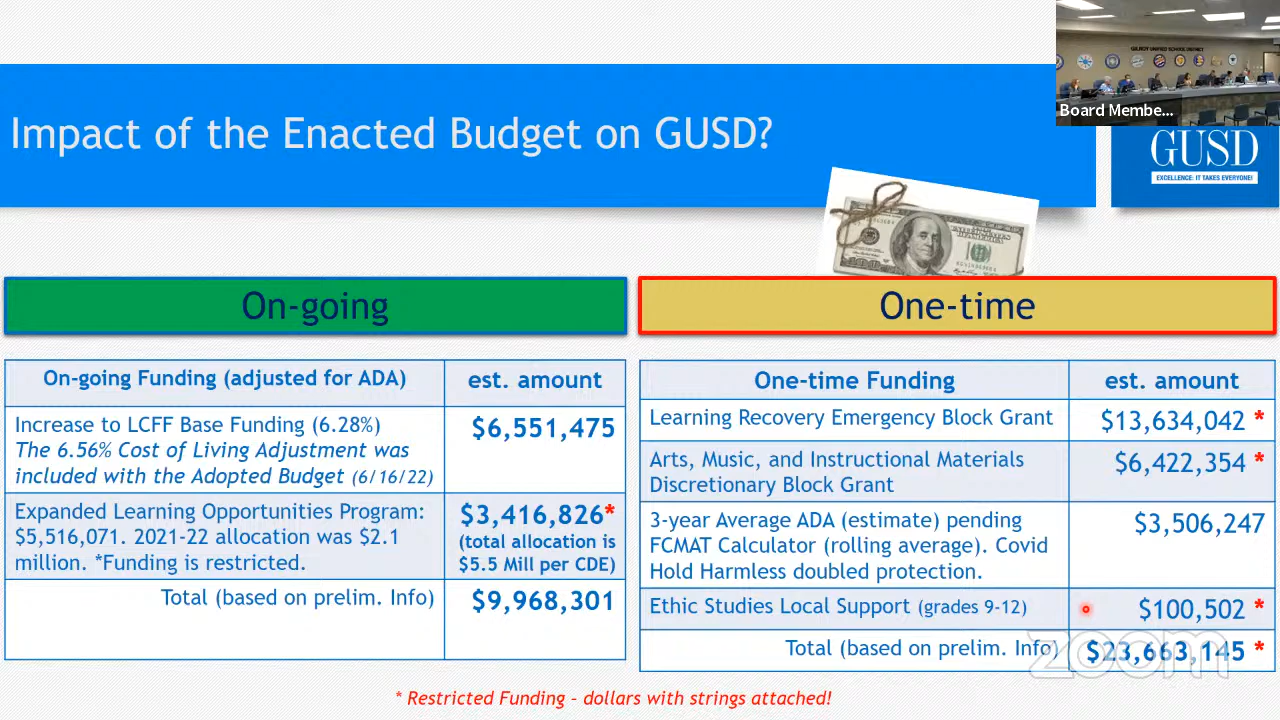 GILROY UNIFIED SCHOOL DISTRICT
Board Membe...
Impact of the Enacted Budget on GUSD?
GUSD
EXCELLENCE: IT TAKES EVERYONE!
On-going
On-going Funding (adjusted for ADA)
est. amount
Increase to LCFF Base Funding (6.28%)
The 6.56% Cost of Living Adjustment was
included with the Adopted Budget (6/16/22)
$6,551,475
Expanded Learning Opportunities Program:
$5,516,071. 2021-22 allocation was $2.1
million. *Funding is restricted.
$3,416,826*
(total allocation is
$5.5 Mill per CDE)
Total (based on prelim. Info)
$9,968,301
One-time
One-time Funding
est. amount
Learning Recovery Emergency Block Grant
$13,634,042 *
Arts, Music, and Instructional Materials
Discretionary Block Grant
$6,422,354 *
3-year Average ADA (estimate) pending
FCMAT Calculator (rolling average). Covid
Hold Harmless doubled protection.
$3,506,247
Ethic Studies Local Support (grades 9-12)
$100,502 *
Total (based on prelim. Info)
$23,663,145 *
zoom
* Restricted Funding – dollars with strings attached!